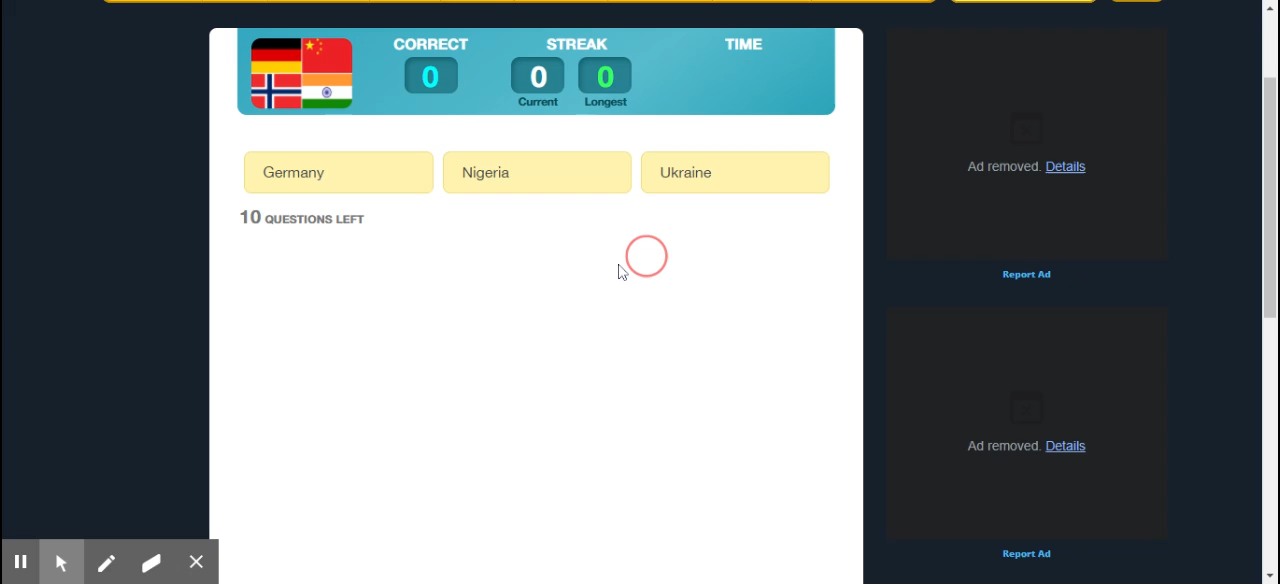 CORRECT STREAK TIME
0 0 0
Current Longest
Germany Nigeria Ukraine
10 QUESTIONS LEFT
Ad removed. Details
Report Ad
Ad removed. Details
Report Ad